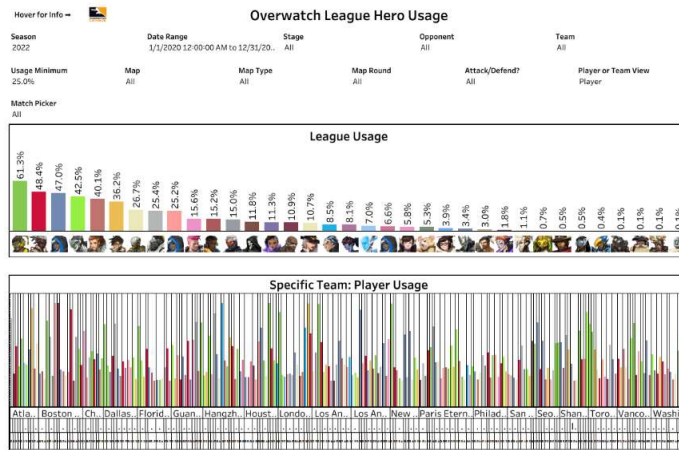 Hover for Info ➡
Overwatch League Hero Usage
Season Date Range Stage Opponent Team
2022 1/1/2020 12:00:00 AM to 12/31/20.. All All All
Usage Minimum Map Map Type Map Round Attack/Defend? Player or Team View
25.0% All All All All Player
Match Picker
All
League Usage
61.3% 48.4% 47.0% 42.5% 40.1% 36.2% 26.7% 25.4% 25.2% 15.6% 15.2% 15.0% 11.8% 11.3% 10.9% 10.7% 8.5% 8.1% 7.0% 6.6% 5.8% 5.3% 3.9% 3.4% 3.0% 1.8% 1.1% 0.7% 0.5% 0.5% 0.4% 0.1% 0.1% 0.1% 0.1%
Specific Team: Player Usage
Atla.. Boston .. Ch.. Dallas.. Florid.. Guan.. Hangzh.. Houst.. Londo.. Los An.. Los An.. New .. Paris Etern.. Philad.. San .. Seo.. Shan.. Toro.. Vanco.. Washi